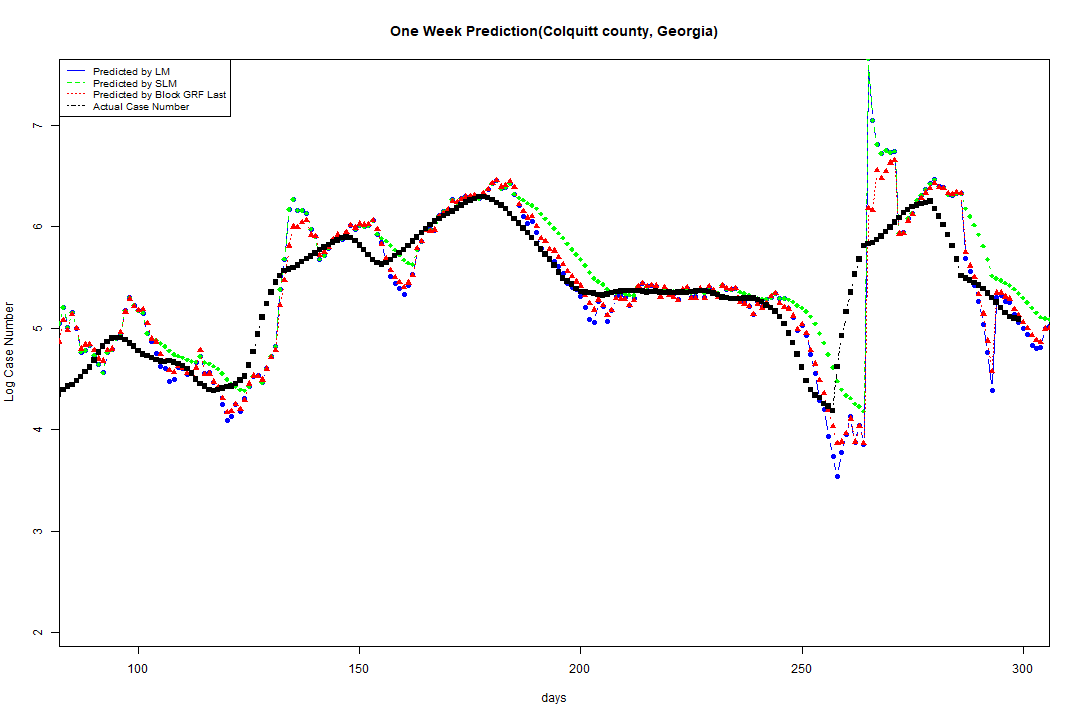 One Week Prediction(Colquitt county, Georgia)
Predicted by LM
Predicted by SLM
Predicted by Block GRF Last
Actual Case Number
7
6
5
4
3
2
Log Case Number
100 150 200 250 300
days